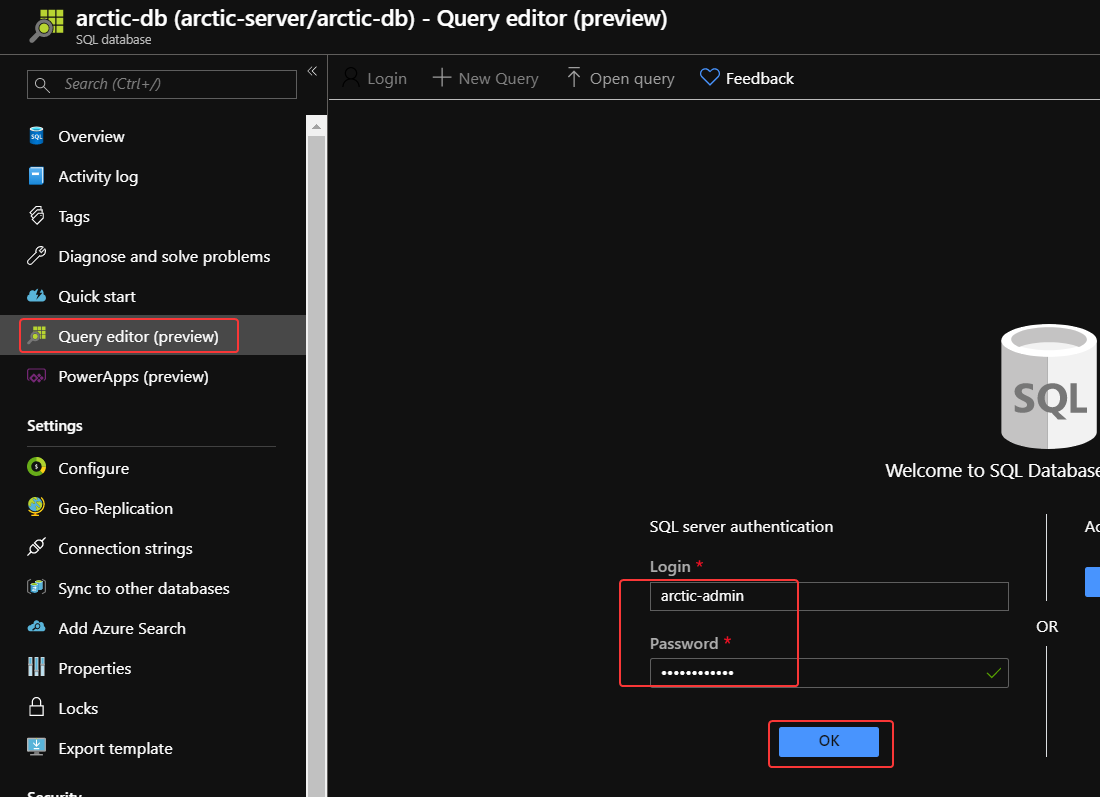 arctic-db (arctic-server/arctic-db) - Query editor (preview)
SQL database
Search (Ctrl+/)
«
Login
New Query
Open query
Feedback
Overview
Activity log
Tags
Diagnose and solve problems
Quick start
Query editor (preview)
PowerApps (preview)
Settings
Configure
Geo-Replication
Connection strings
Sync to other databases
Add Azure Search
Properties
Locks
Export template
Security
SQL
Welcome to SQL Database
SQL server authentication
Login *
arctic-admin
Password *
••••••••••••
OK
OR